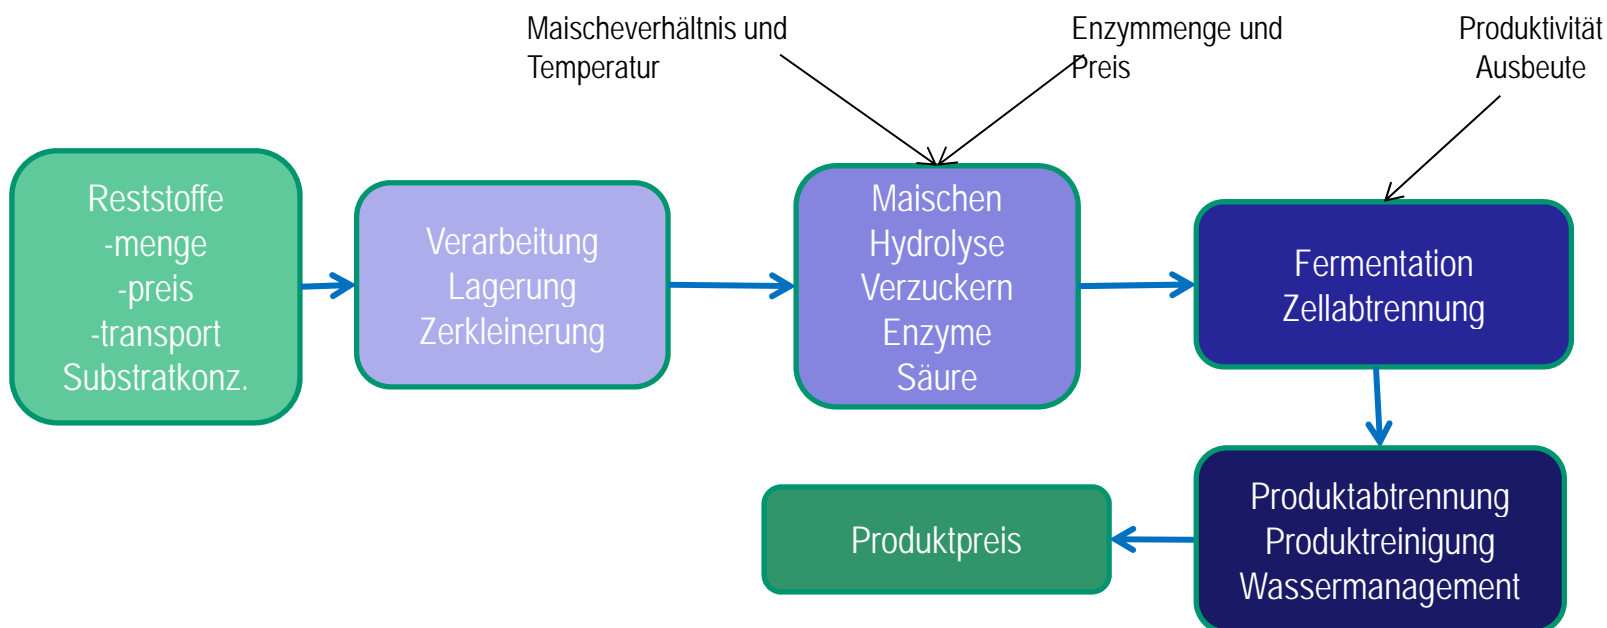 Maischeverhältnis und
Temperatur
Enzymmenge und
Preis
Produktivität
Ausbeute
Reststoffe
-menge
-preis
-transport
Substratkonz.
Verarbeitung
Lagerung
Zerkleinerung
Maischen
Hydrolyse
Verzuckern
Enzyme
Säure
Fermentation
Zellabtrennung
Produktabtrennung
Produktreinigung
Wassermanagement
Produktpreis